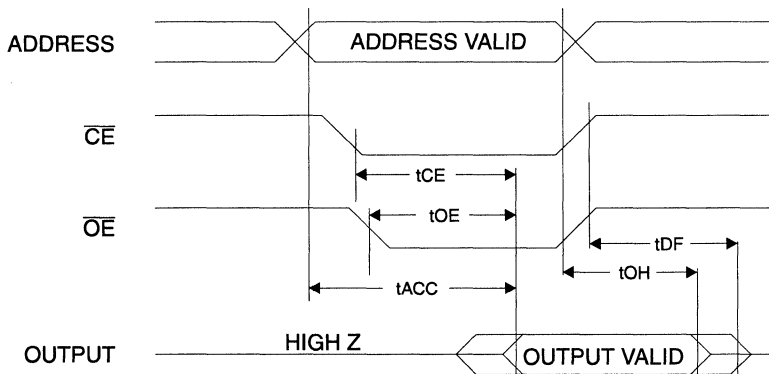 ADDRESS
ADDRESS VALID
CE
tCE
OE
tOE
tDF
tOH
tACC
HIGH Z
OUTPUT
OUTPUT VALID